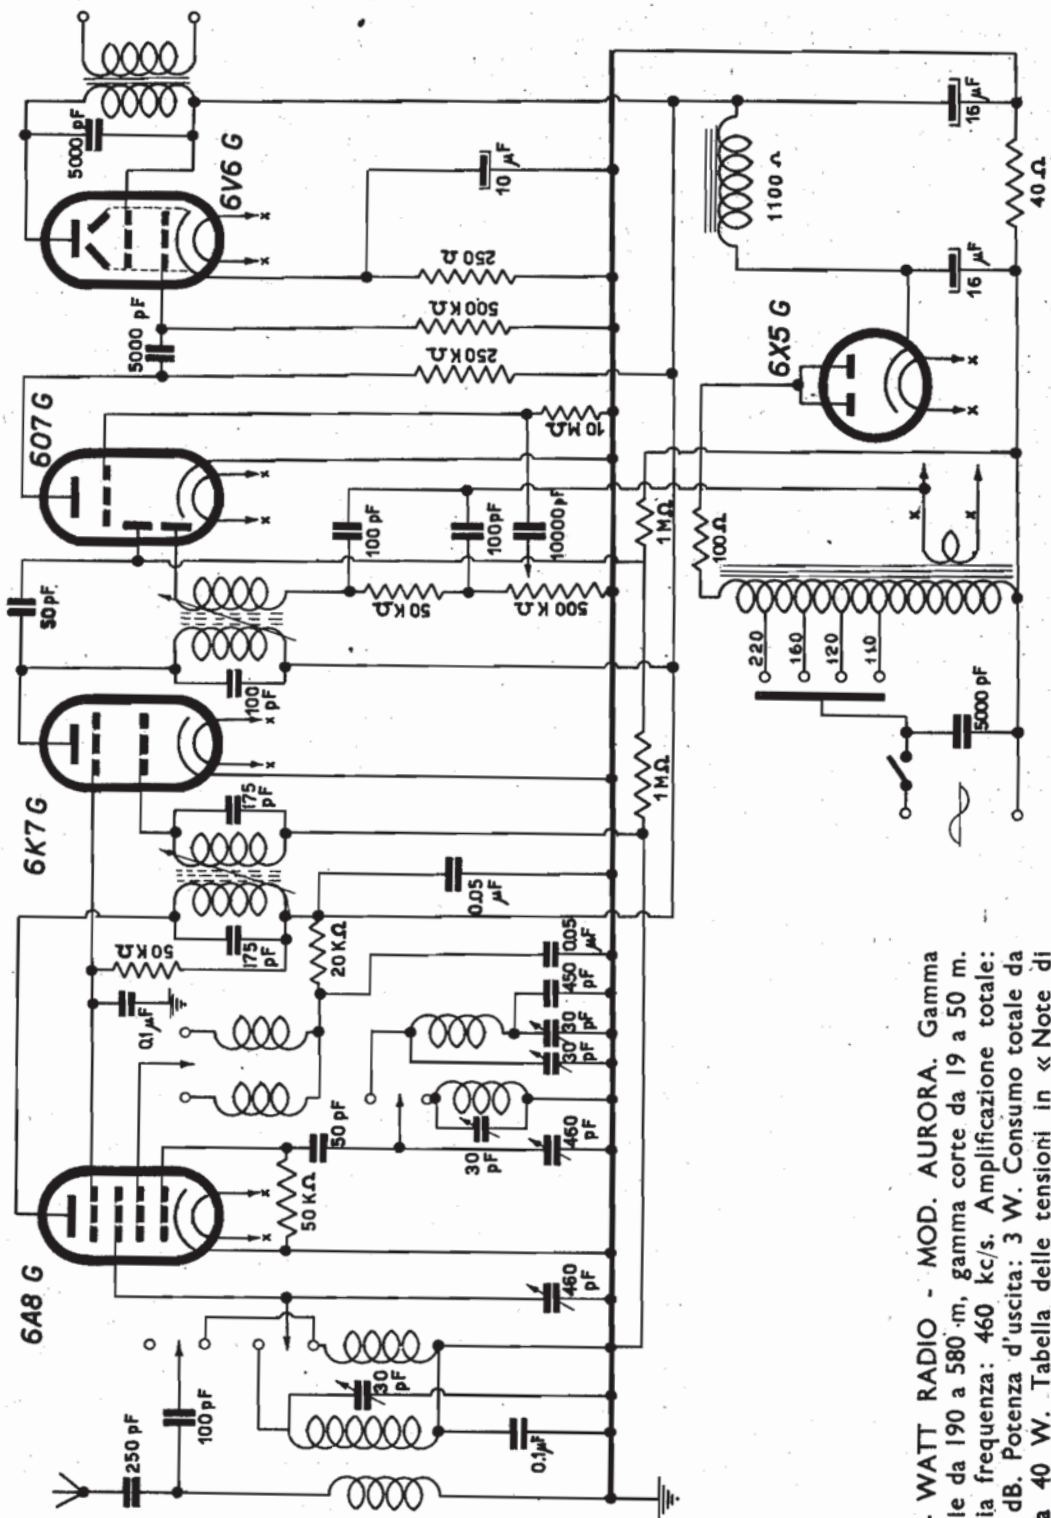 6A8 G
6K7 G
6Q7 G
6V6 G
250 pF
100 pF
30 pF
0.1 µF
460 pF
50 KΩ
50 pF
30 pF
460 pF
0.1 µF
50 KΩ
175 pF
20 KΩ
30 pF
30 pF
450 pF
0.05 µF
0.05 µF
175 pF
100 pF
50 pF.
1 MΩ
50 KΩ
500 KΩ
100 pF
100 pF
10000 pF
1 MΩ
10 MΩ
5000 pF
250 KΩ
500 KΩ
250 Ω
10 µF
5000 pF
x x
x x
x x
x x
5000 pF
110
120
160
220
100 Ω
x x
6X5 G
x x
16 µF
1100 Ω
40 Ω
16 µF
. WATT RADIO - MOD. AURORA. Gamma
le da 190 a 580 m, gamma corte da 19 a 50 m.
ia frequenza: 460 kc/s. Amplificazione totale:
dB. Potenza d'uscita: 3 W. Consumo totale da
a 40 W. Tabella delle tensioni in « Note di